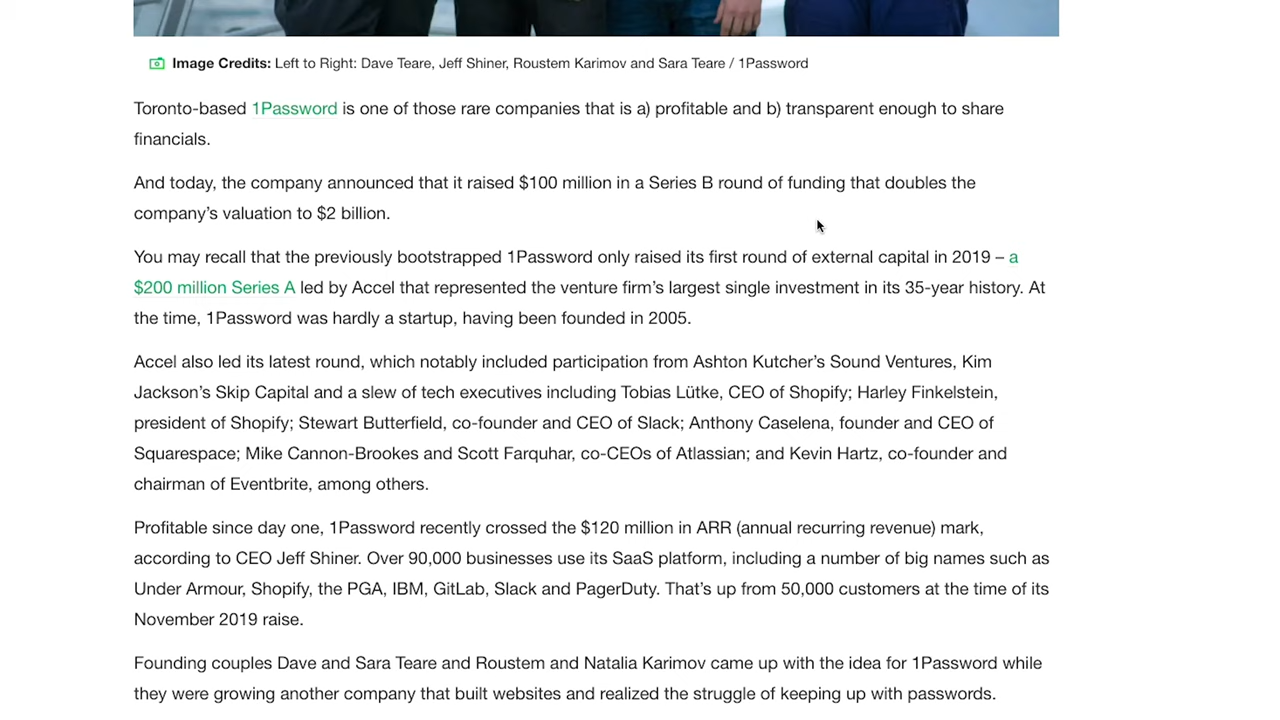 Image Credits: Left to Right: Dave Teare, Jeff Shiner, Roustem Karimov and Sara Teare / 1Password
Toronto-based 1Password is one of those rare companies that is a) profitable and b) transparent enough to share
financials.
And today, the company announced that it raised $100 million in a Series B round of funding that doubles the
company's valuation to $2 billion.
You may recall that the previously bootstrapped 1Password only raised its first round of external capital in 2019 – a
$200 million Series A led by Accel that represented the venture firm's largest single investment in its 35-year history. At
the time, 1Password was hardly a startup, having been founded in 2005.
Accel also led its latest round, which notably included participation from Ashton Kutcher's Sound Ventures, Kim
Jackson's Skip Capital and a slew of tech executives including Tobias Lütke, CEO of Shopify; Harley Finkelstein,
president of Shopify; Stewart Butterfield, co-founder and CEO of Slack; Anthony Caselena, founder and CEO of
Squarespace; Mike Cannon-Brookes and Scott Farquhar, co-CEOs of Atlassian; and Kevin Hartz, co-founder and
chairman of Eventbrite, among others.
Profitable since day one, 1Password recently crossed the $120 million in ARR (annual recurring revenue) mark,
according to CEO Jeff Shiner. Over 90,000 businesses use its SaaS platform, including a number of big names such as
Under Armour, Shopify, the PGA, IBM, GitLab, Slack and PagerDuty. That's up from 50,000 customers at the time of its
November 2019 raise.
Founding couples Dave and Sara Teare and Roustem and Natalia Karimov came up with the idea for 1Password while
they were growing another company that built websites and realized the struggle of keeping up with passwords.